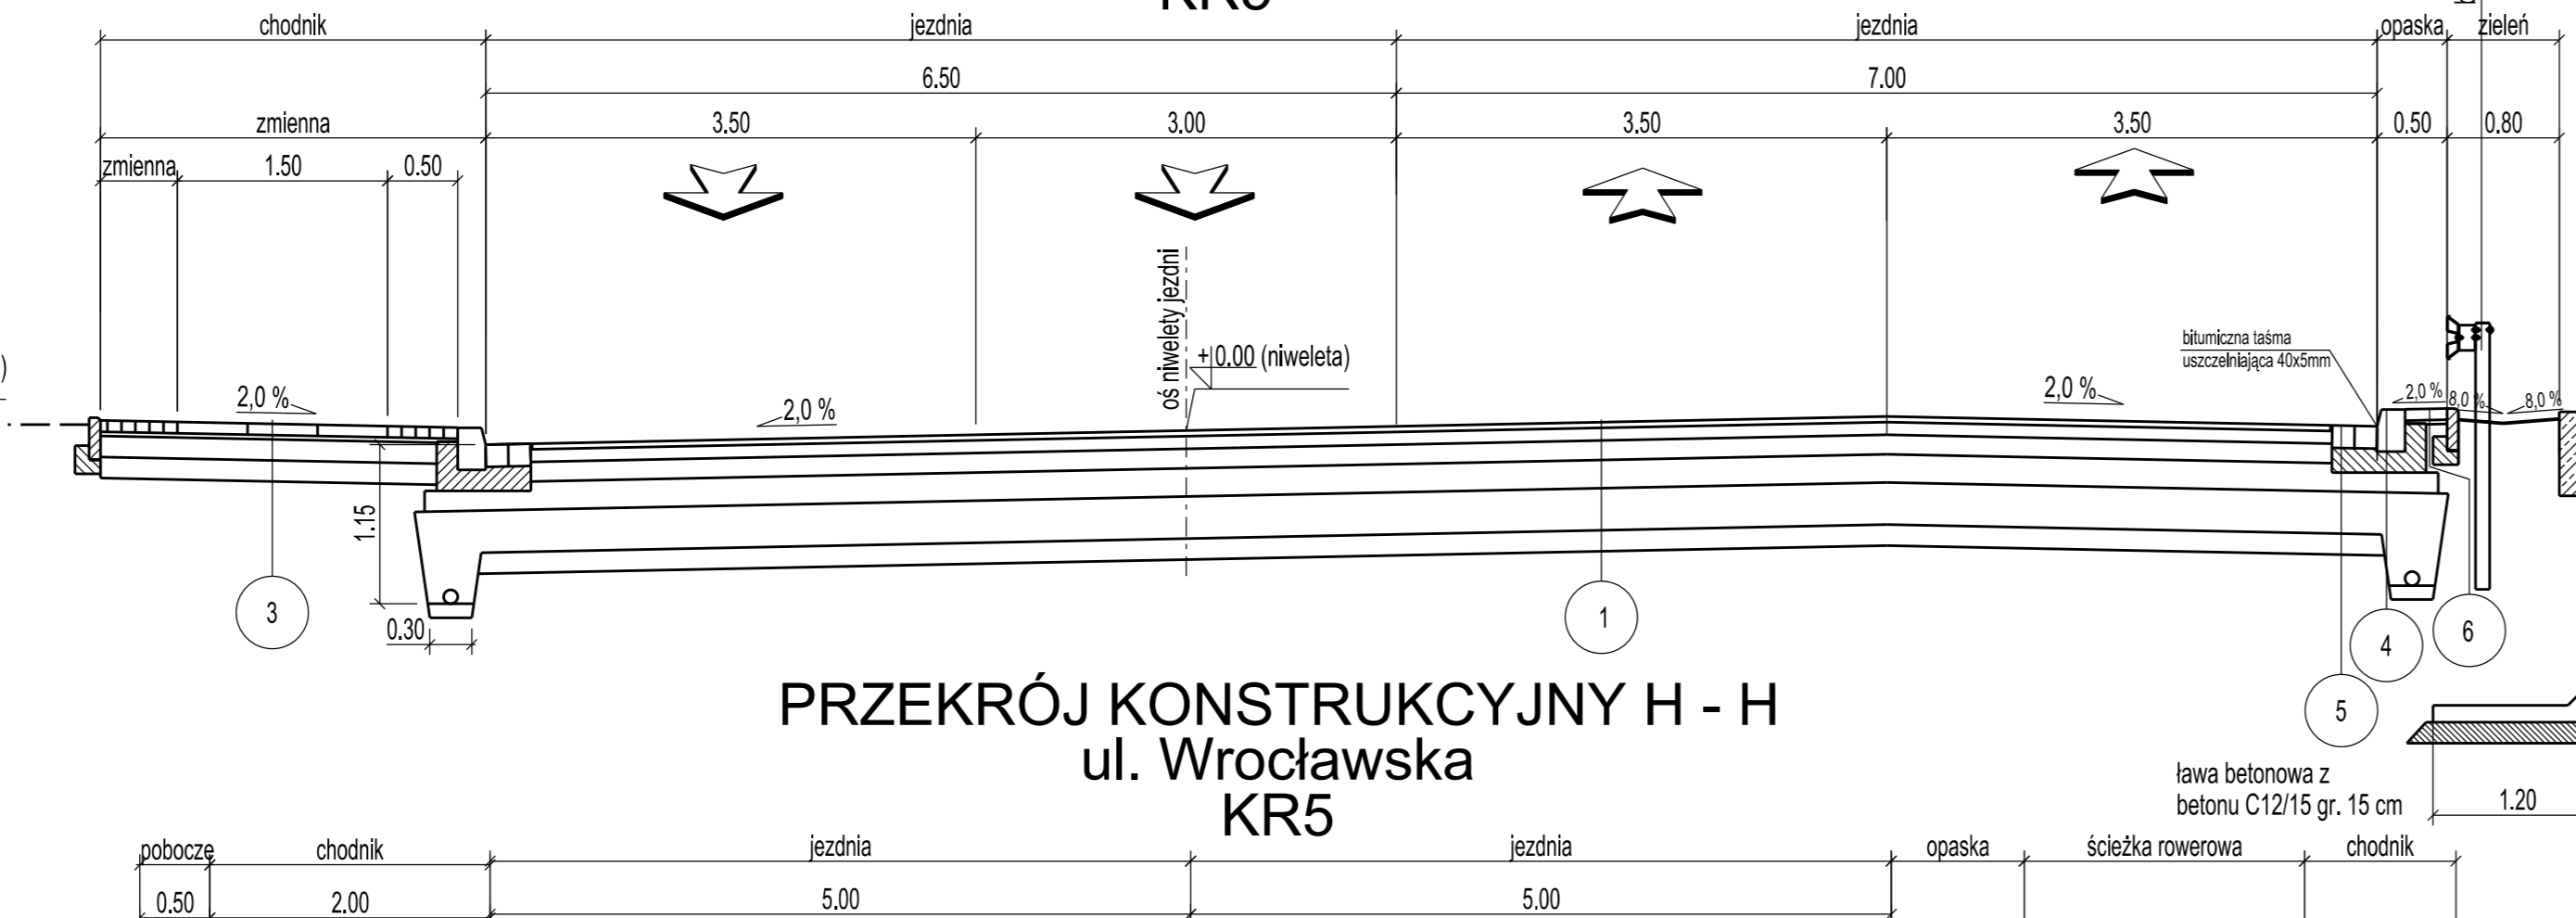 chodnik jezdnia jezdnia opaska zieleń
6.50 7.00
zmienna 3.50 3.00 3.50 3.50 0.50 0.80
zmienna 1.50 0.50
oś niwelety jezdni
+0.00 (niweleta)
bitumiczna taśma
uszczelniająca 40x5mm
)
2,0 % 2,0 % 2,0 % 2,0 % 8,0 % 8,0 %
1.15
0.30
3 1 4 6
5
PRZEKRÓJ KONSTRUKCYJNY H - H
ul. Wrocławska
KR5
ława betonowa z
betonu C12/15 gr. 15 cm
1.20
pobocze chodnik jezdnia jezdnia opaska ścieżka rowerowa chodnik
0.50 2.00 5.00 5.00